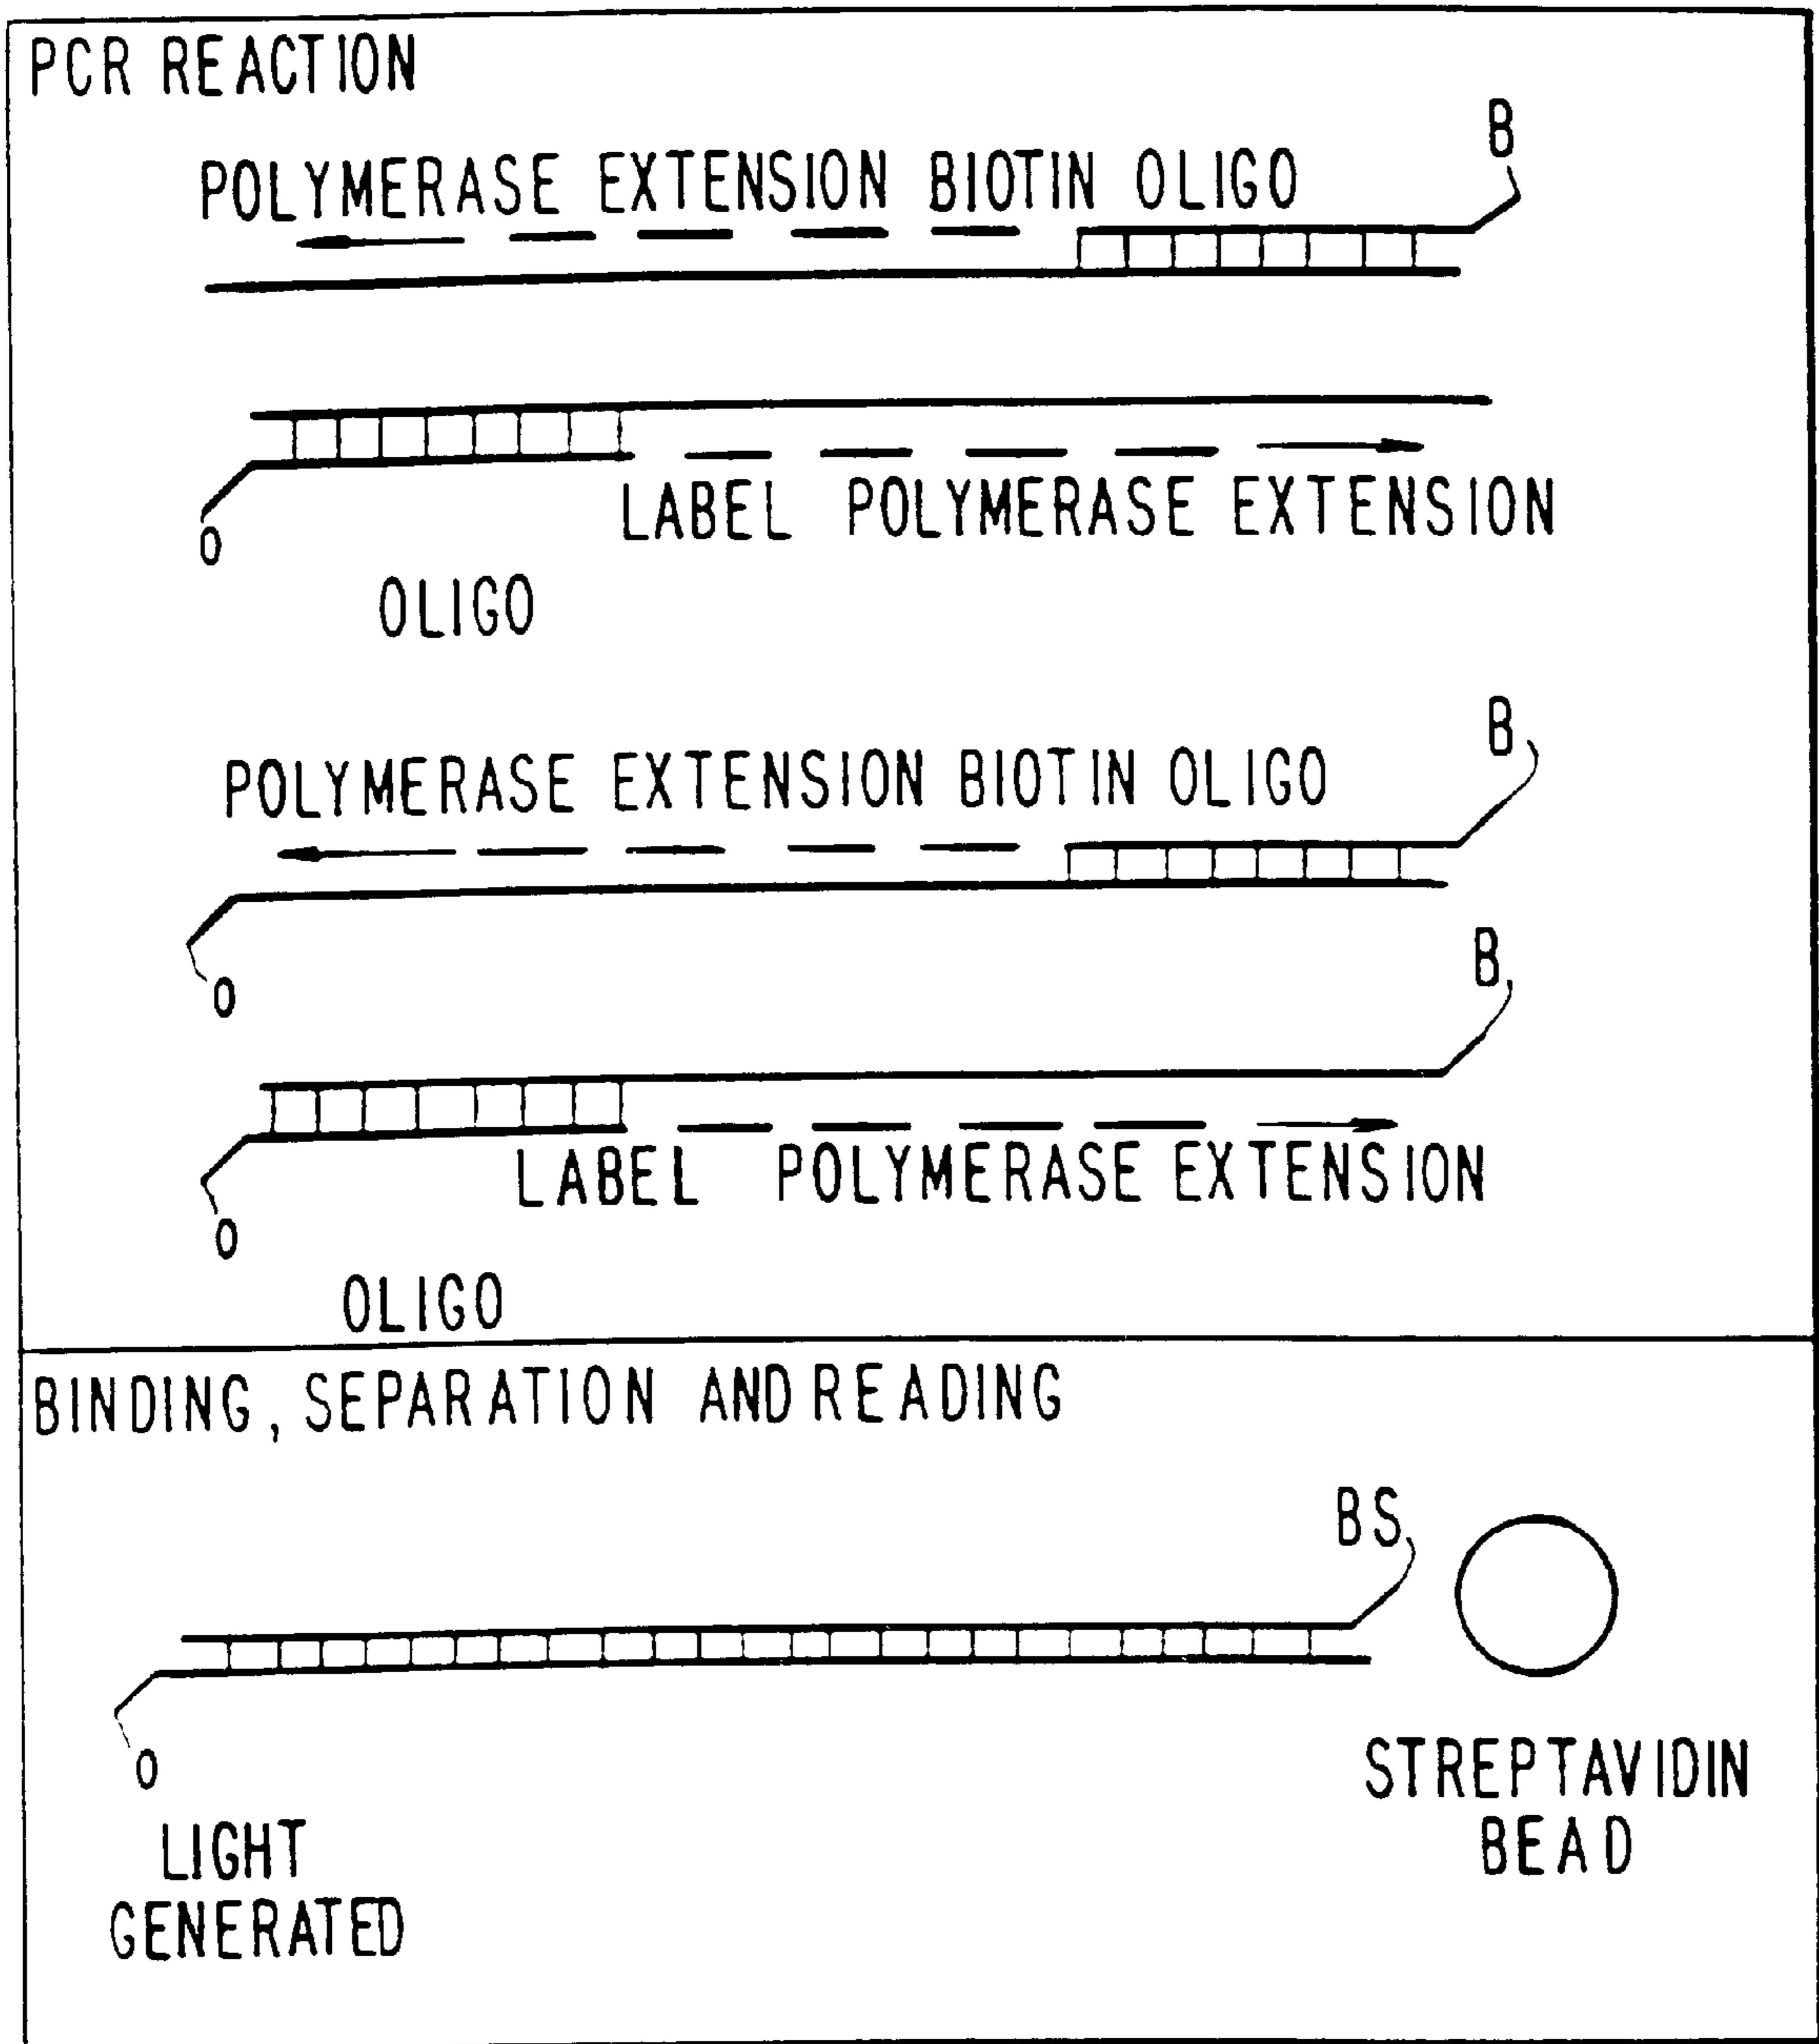 PCR REACTION
B
POLYMERASE EXTENSION BIOTIN OLIGO
LABEL POLYMERASE EXTENSION
O
OLIGO
B
POLYMERASE EXTENSION BIOTIN OLIGO
O
B
LABEL POLYMERASE EXTENSION
O
OLIGO
BINDING, SEPARATION AND READING
BS
O
STREPTAVIDIN
BEAD
LIGHT
GENERATED